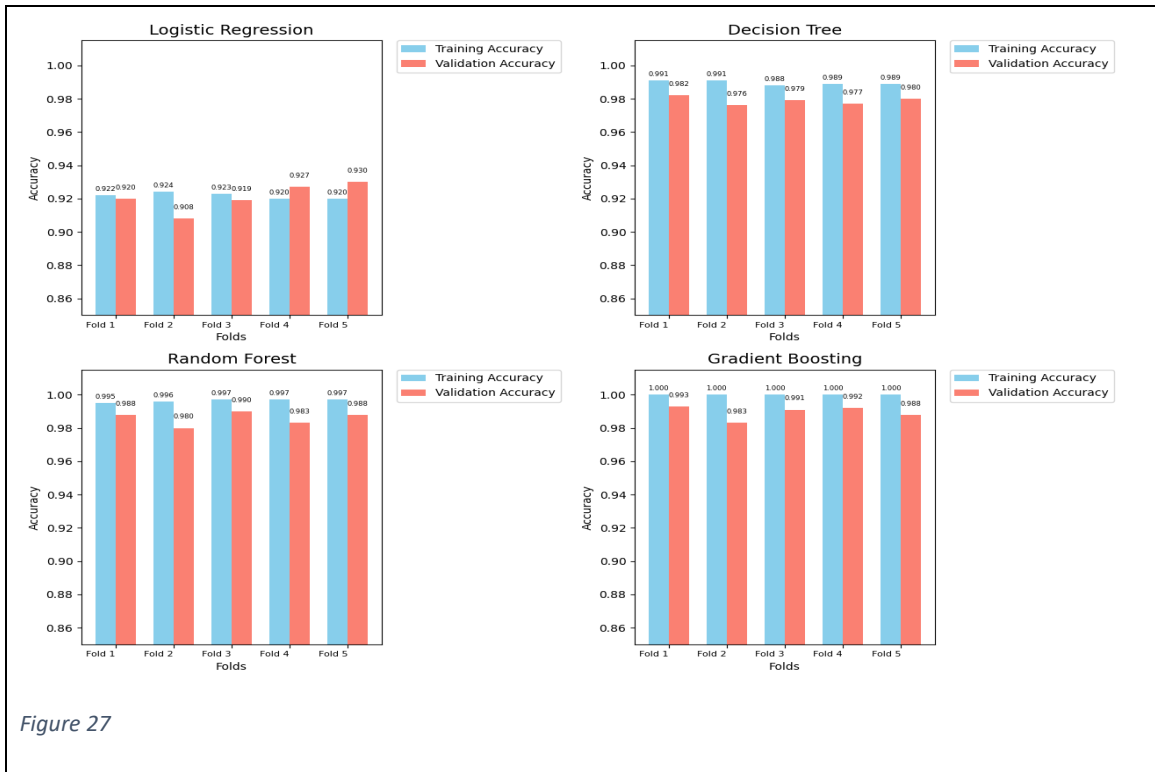 Logistic Regression
Training Accuracy
Validation Accuracy
1.00
0.98
0.96
0.94
0.92
0.90
0.88
0.86
Accuracy
0.922 0.920 0.924 0.908 0.923 0.919 0.920 0.927 0.920 0.930
Fold 1 Fold 2 Fold 3 Fold 4 Fold 5
Folds
Decision Tree
Training Accuracy
Validation Accuracy
1.00
0.98
0.96
0.94
0.92
0.90
0.88
0.86
Accuracy
0.991 0.982 0.991 0.976 0.988 0.979 0.989 0.977 0.989 0.980
Fold 1 Fold 2 Fold 3 Fold 4 Fold 5
Folds
Random Forest
Training Accuracy
Validation Accuracy
1.00
0.98
0.96
0.94
0.92
0.90
0.88
0.86
Accuracy
0.995 0.988 0.996 0.980 0.997 0.990 0.997 0.983 0.997 0.988
Fold 1 Fold 2 Fold 3 Fold 4 Fold 5
Folds
Gradient Boosting
Training Accuracy
Validation Accuracy
1.00
0.98
0.96
0.94
0.92
0.90
0.88
0.86
Accuracy
1.000 0.993 1.000 0.983 1.000 0.991 1.000 0.992 1.000 0.988
Fold 1 Fold 2 Fold 3 Fold 4 Fold 5
Folds
Figure 27